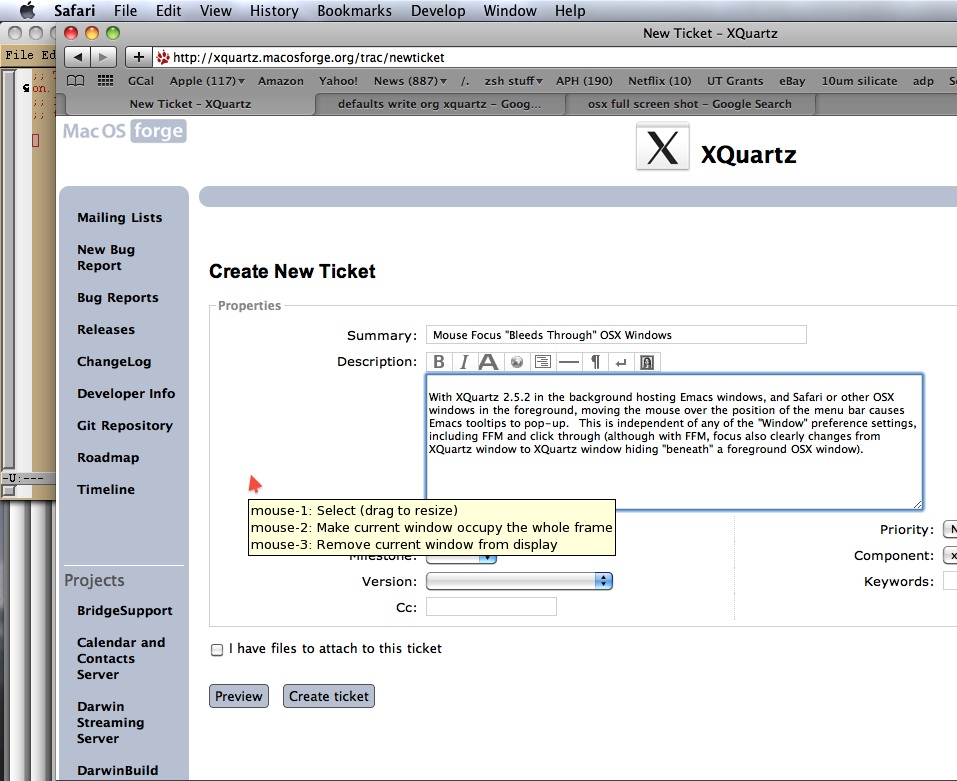 Safari File Edit View History Bookmarks Develop Window Help
New Ticket – XQuartz
File Ed
http://xquartz.macosforge.org/trac/newticket
GCal Apple (117)▾ Amazon Yahoo! News (887)▾ /. zsh stuff▾ APH (190) Netflix (10) UT Grants eBay 10um silicate adp
New Ticket – XQuartz
defaults write org xquartz – Goog...
osx full screen shot – Google Search
;;
on.
;;
;;
Mac OS forge
X XQuartz
Mailing Lists
New Bug
Report
Bug Reports
Releases
ChangeLog
Developer Info
Git Repository
Roadmap
Timeline
-U:---
Projects
BridgeSupport
Calendar and
Contacts
Server
Darwin
Streaming
Server
DarwinBuild
Create New Ticket
Properties
Summary: Mouse Focus "Bleeds Through" OSX Windows
Description: B I A ¶ ↵
With XQuartz 2.5.2 in the background hosting Emacs windows, and Safari or other OSX
windows in the foreground, moving the mouse over the position of the menu bar causes
Emacs tooltips to pop-up. This is independent of any of the "Window" preference settings,
including FFM and click through (although with FFM, focus also clearly changes from
XQuartz window to XQuartz window hiding "beneath" a foreground OSX window).
mouse-1: Select (drag to resize)
mouse-2: Make current window occupy the whole frame
mouse-3: Remove current window from display
Priority:
Milestone: Component:
Version: Keywords:
Cc:
I have files to attach to this ticket
Preview Create ticket